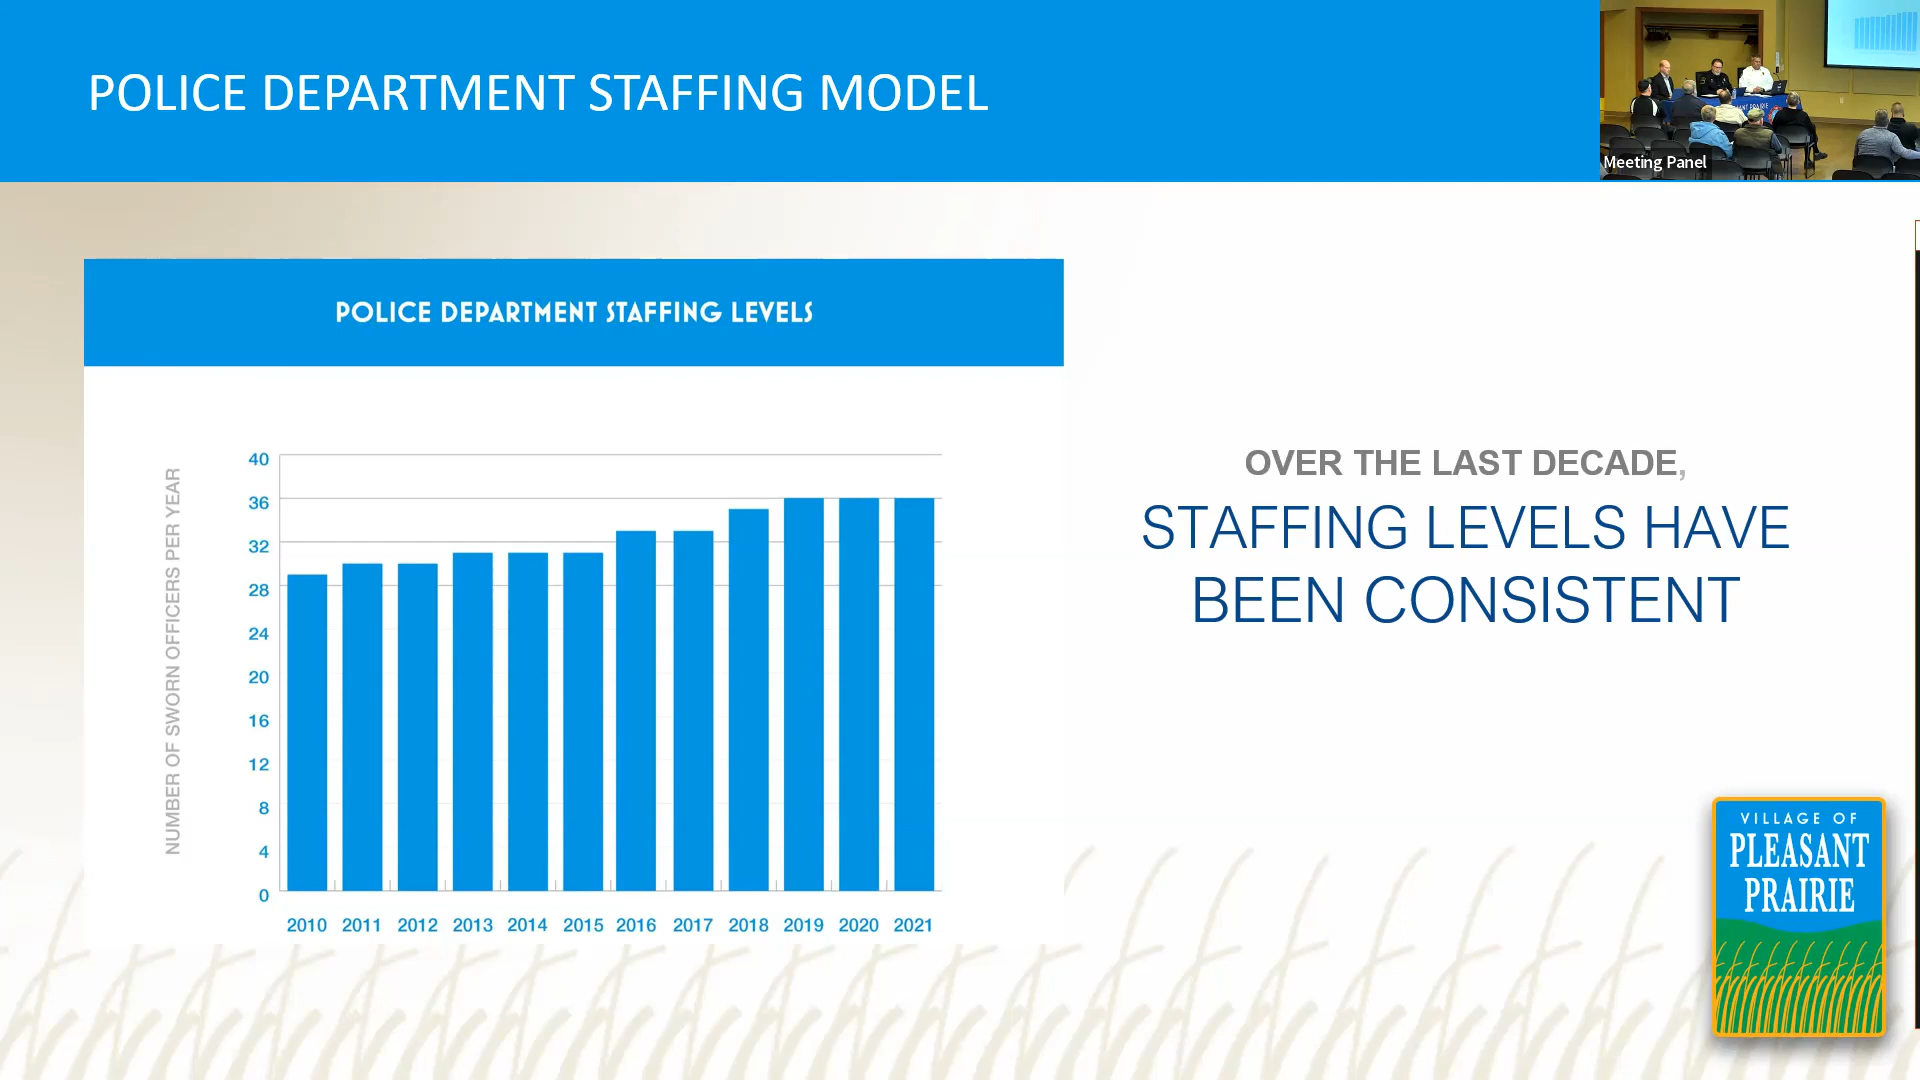 POLICE DEPARTMENT STAFFING MODEL
Meeting Panel
POLICE DEPARTMENT STAFFING LEVELS
NUMBER OF SWORN OFFICERS PER YEAR
40
36
32
28
24
20
16
12
8
4
0
2010 2011 2012 2013 2014 2015 2016 2017 2018 2019 2020 2021
OVER THE LAST DECADE,
STAFFING LEVELS HAVE
BEEN CONSISTENT
VILLAGE OF
PLEASANT
PRAIRIE